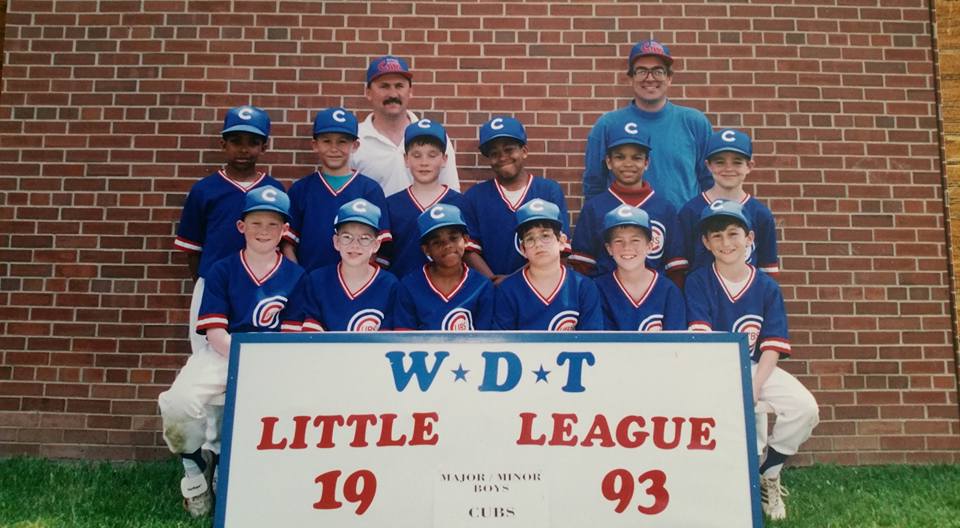 W★D★T
LITTLE LEAGUE
19 93
MAJOR / MINOR
BOYS
CUBS